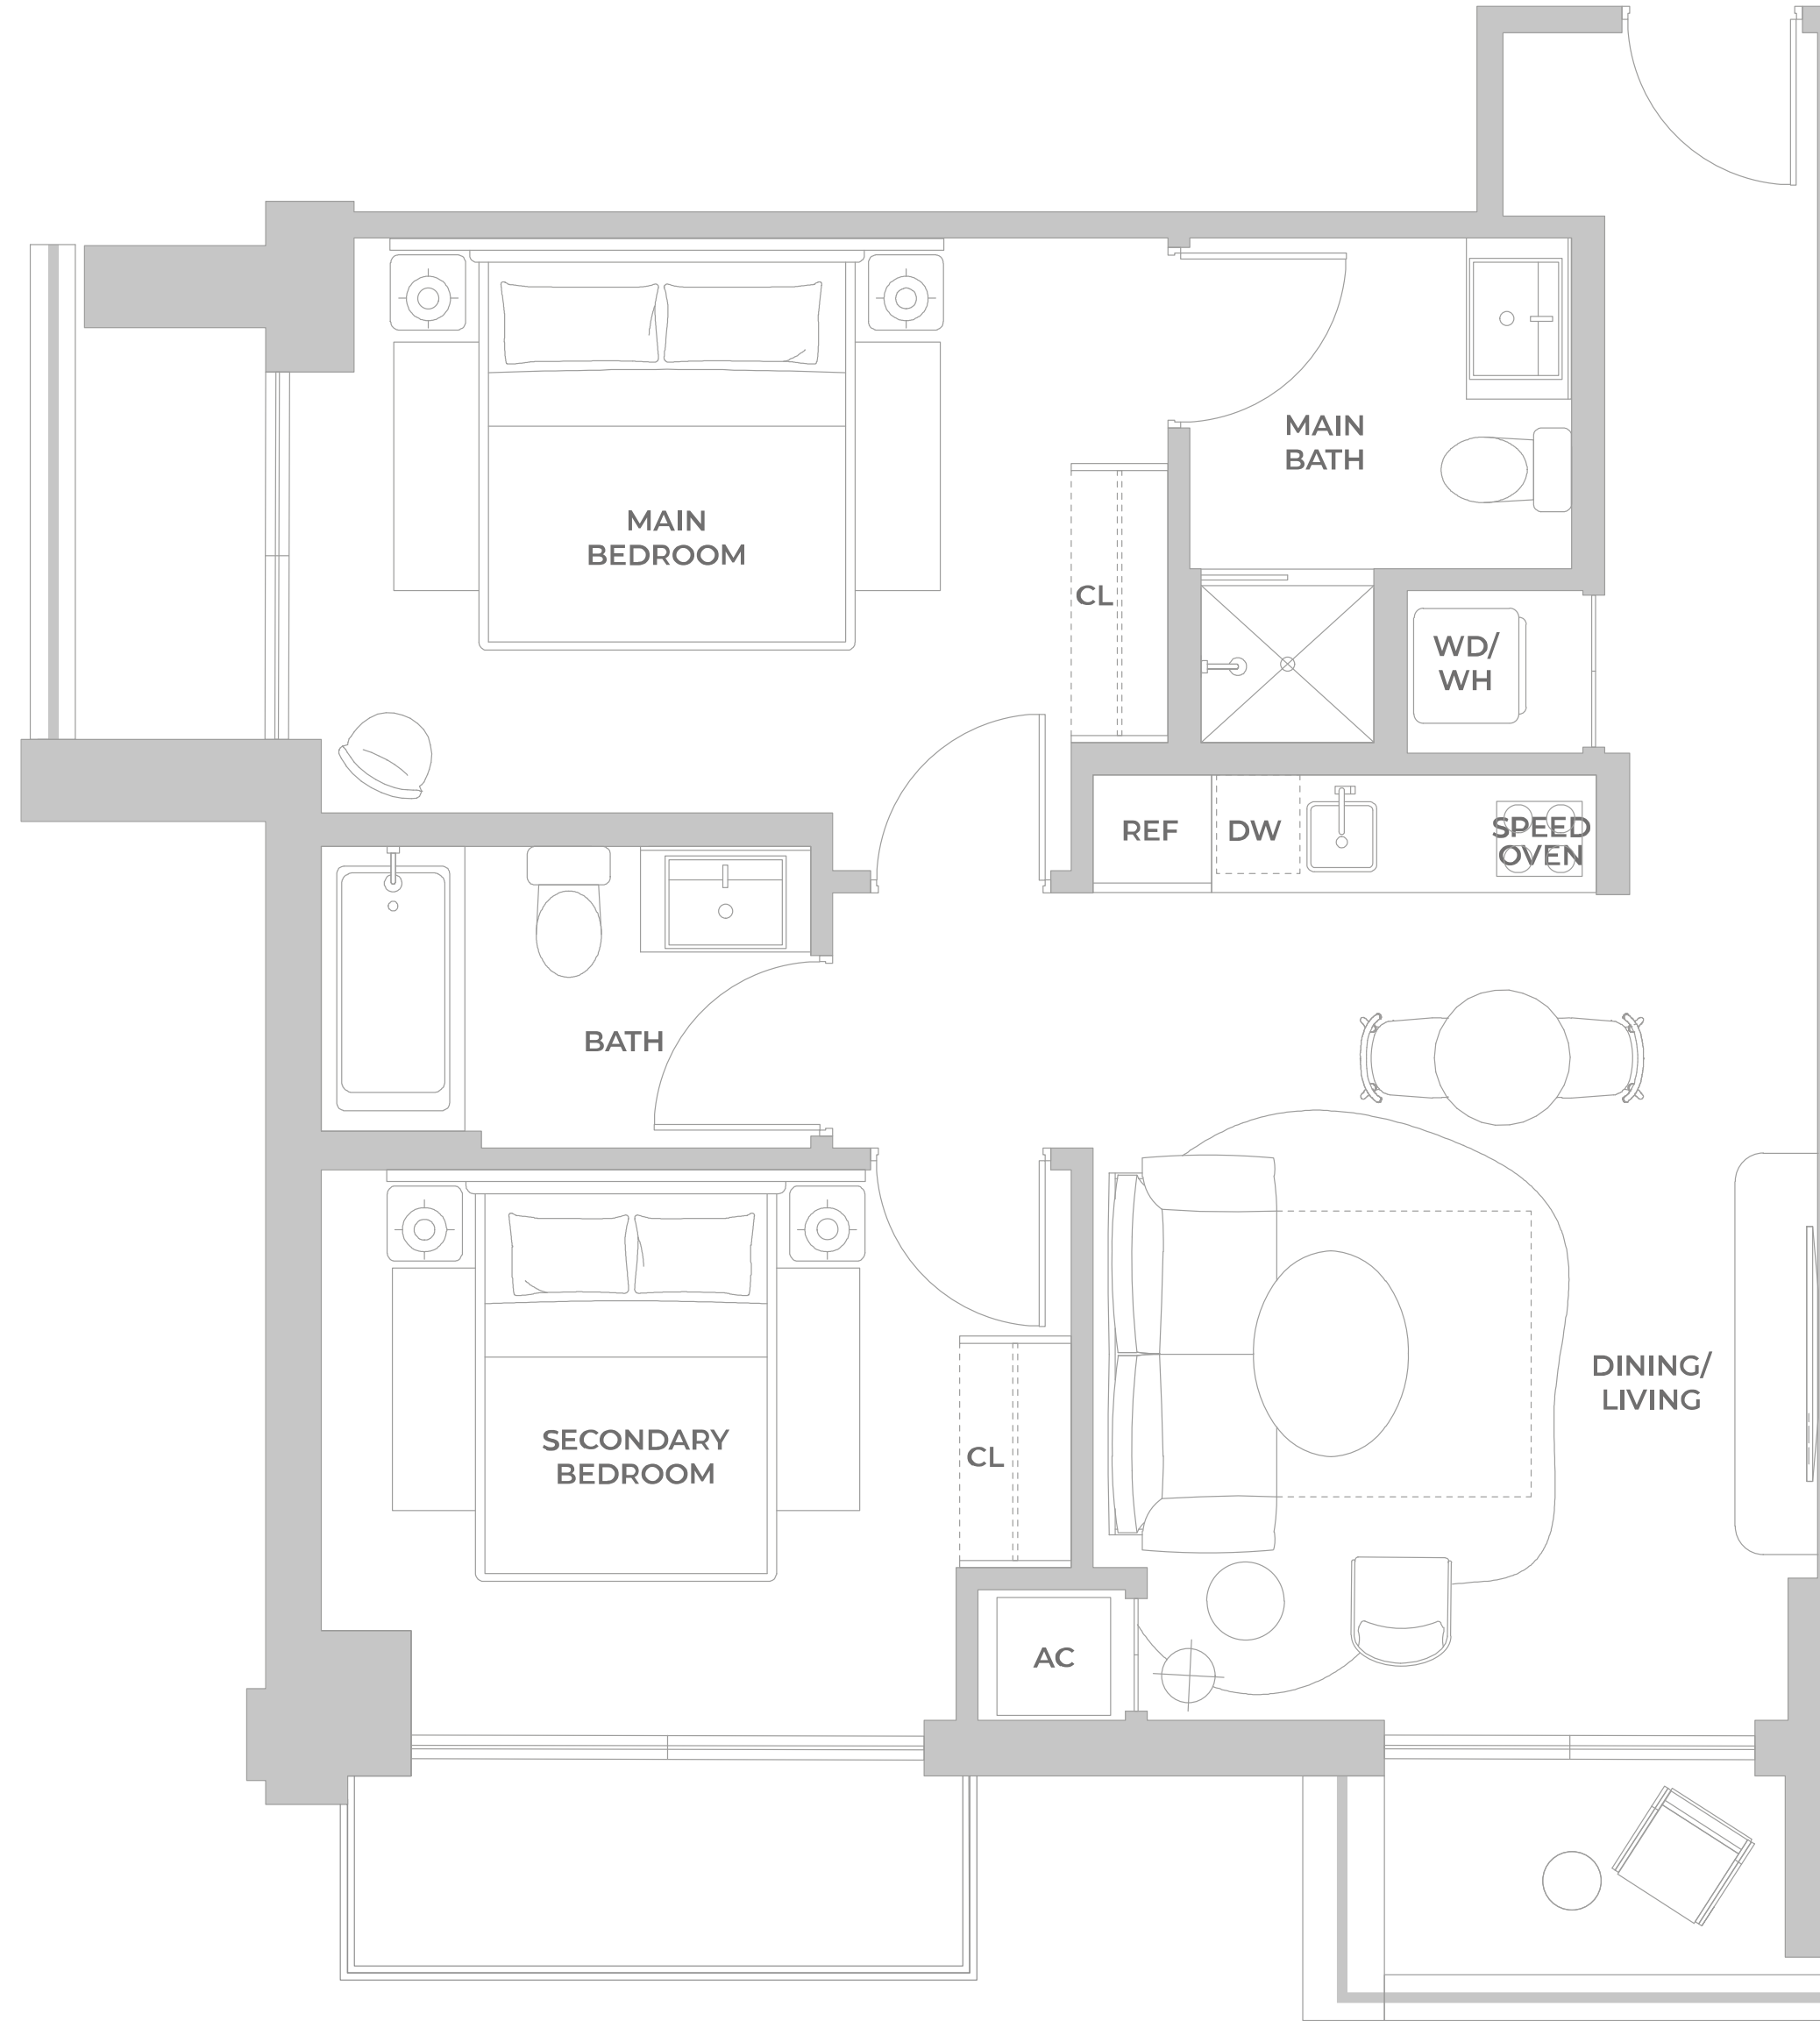 MAIN
BATH
MAIN
BEDROOM
CL
WD/
WH
REF
DW
SPEED
OVEN
BATH
DINING/
LIVING
SECONDARY
BEDROOM
CL
AC